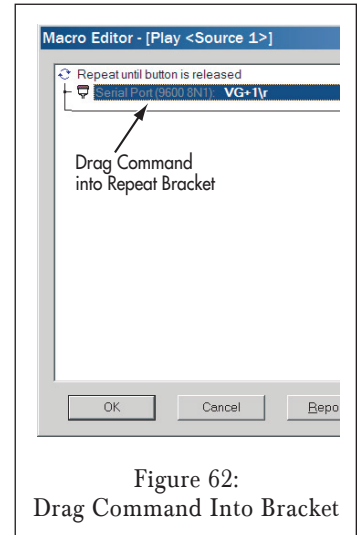 Macro Editor - [Play <Source 1>]
Repeat until button is released
Serial Port (9600 8N1): VG+1\r
Drag Command
into Repeat Bracket
OK
Cancel
Repo
Figure 62:
Drag Command Into Bracket